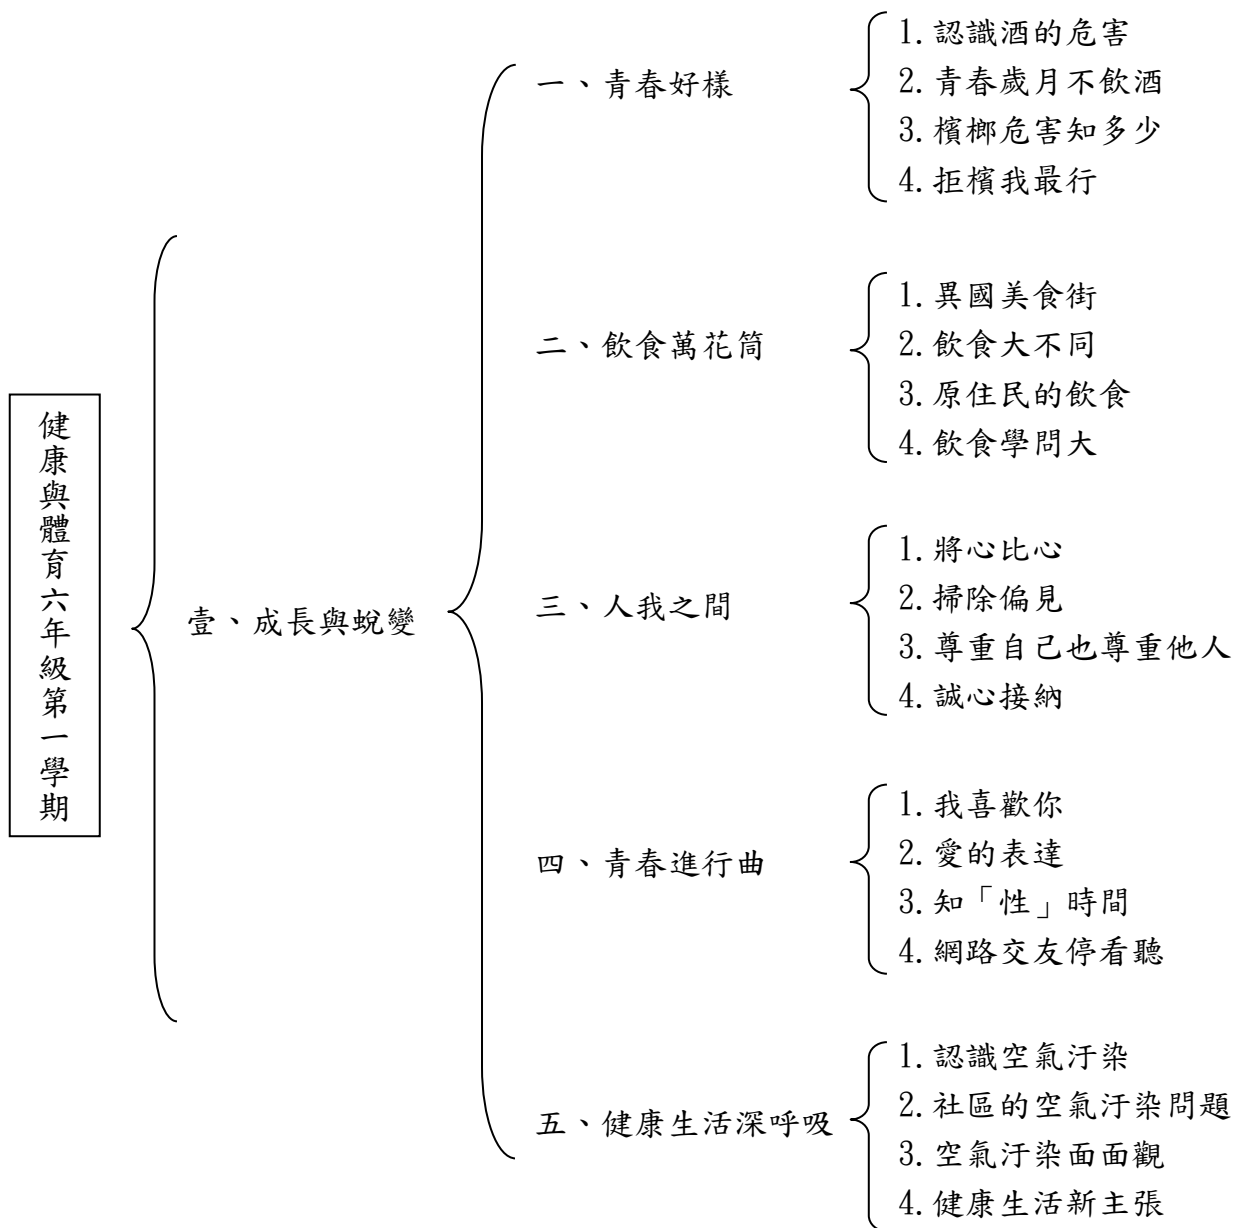 健康與體育六年級第一學期
壹、成長與蛻變
一、青春好樣
1.認識酒的危害
2.青春歲月不飲酒
3.檳榔危害知多少
4.拒檳我最行
二、飲食萬花筒
1.異國美食街
2.飲食大不同
3.原住民的飲食
4.飲食學問大
三、人我之間
1.將心比心
2.掃除偏見
3.尊重自己也尊重他人
4.誠心接納
四、青春進行曲
1.我喜歡你
2.愛的表達
3.知「性」時間
4.網路交友停看聽
五、健康生活深呼吸
1.認識空氣汙染
2.社區的空氣汙染問題
3.空氣汙染面面觀
4.健康生活新主張